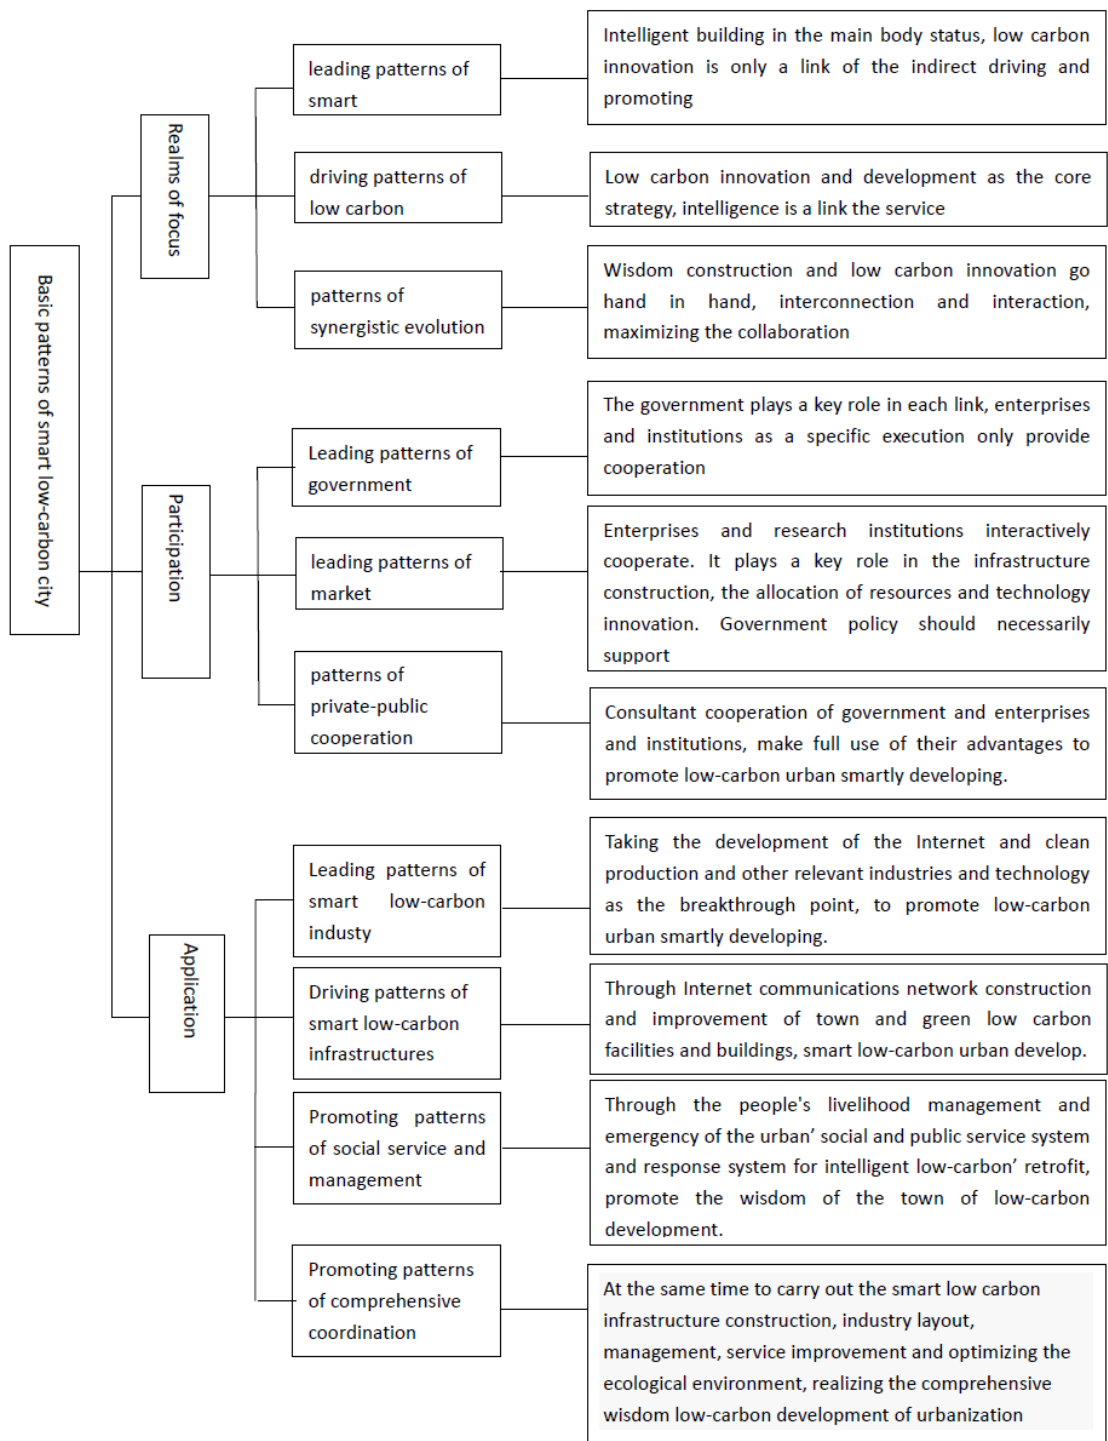 Basic patterns of smart low-carbon city
Realms of focus
leading patterns of
smart
Intelligent building in the main body status, low carbon
innovation is only a link of the indirect driving and
promoting
driving patterns of
low carbon
Low carbon innovation and development as the core
strategy, intelligence is a link the service
patterns of
synergistic evolution
Wisdom construction and low carbon innovation go
hand in hand, interconnection and interaction,
maximizing the collaboration
Participation
Leading patterns of
government
The government plays a key role in each link, enterprises
and institutions as a specific execution only provide
cooperation
leading patterns of
market
Enterprises and research institutions interactively
cooperate. It plays a key role in the infrastructure
construction, the allocation of resources and technology
innovation. Government policy should necessarily
support
patterns of
private-public
cooperation
Consultant cooperation of government and enterprises
and institutions, make full use of their advantages to
promote low-carbon urban smartly developing.
Application
Leading patterns of
smart low-carbon
industy
Taking the development of the Internet and clean
production and other relevant industries and technology
as the breakthrough point, to promote low-carbon
urban smartly developing.
Driving patterns of
smart low-carbon
infrastructures
Through Internet communications network construction
and improvement of town and green low carbon
facilities and buildings, smart low-carbon urban develop.
Promoting patterns
of social service and
management
Through the people's livelihood management and
emergency of the urban’ social and public service system
and response system for intelligent low-carbon’ retrofit,
promote the wisdom of the town of low-carbon
development.
Promoting patterns
of comprehensive
coordination
At the same time to carry out the smart low carbon
infrastructure construction, industry layout,
management, service improvement and optimizing the
ecological environment, realizing the comprehensive
wisdom low-carbon development of urbanization